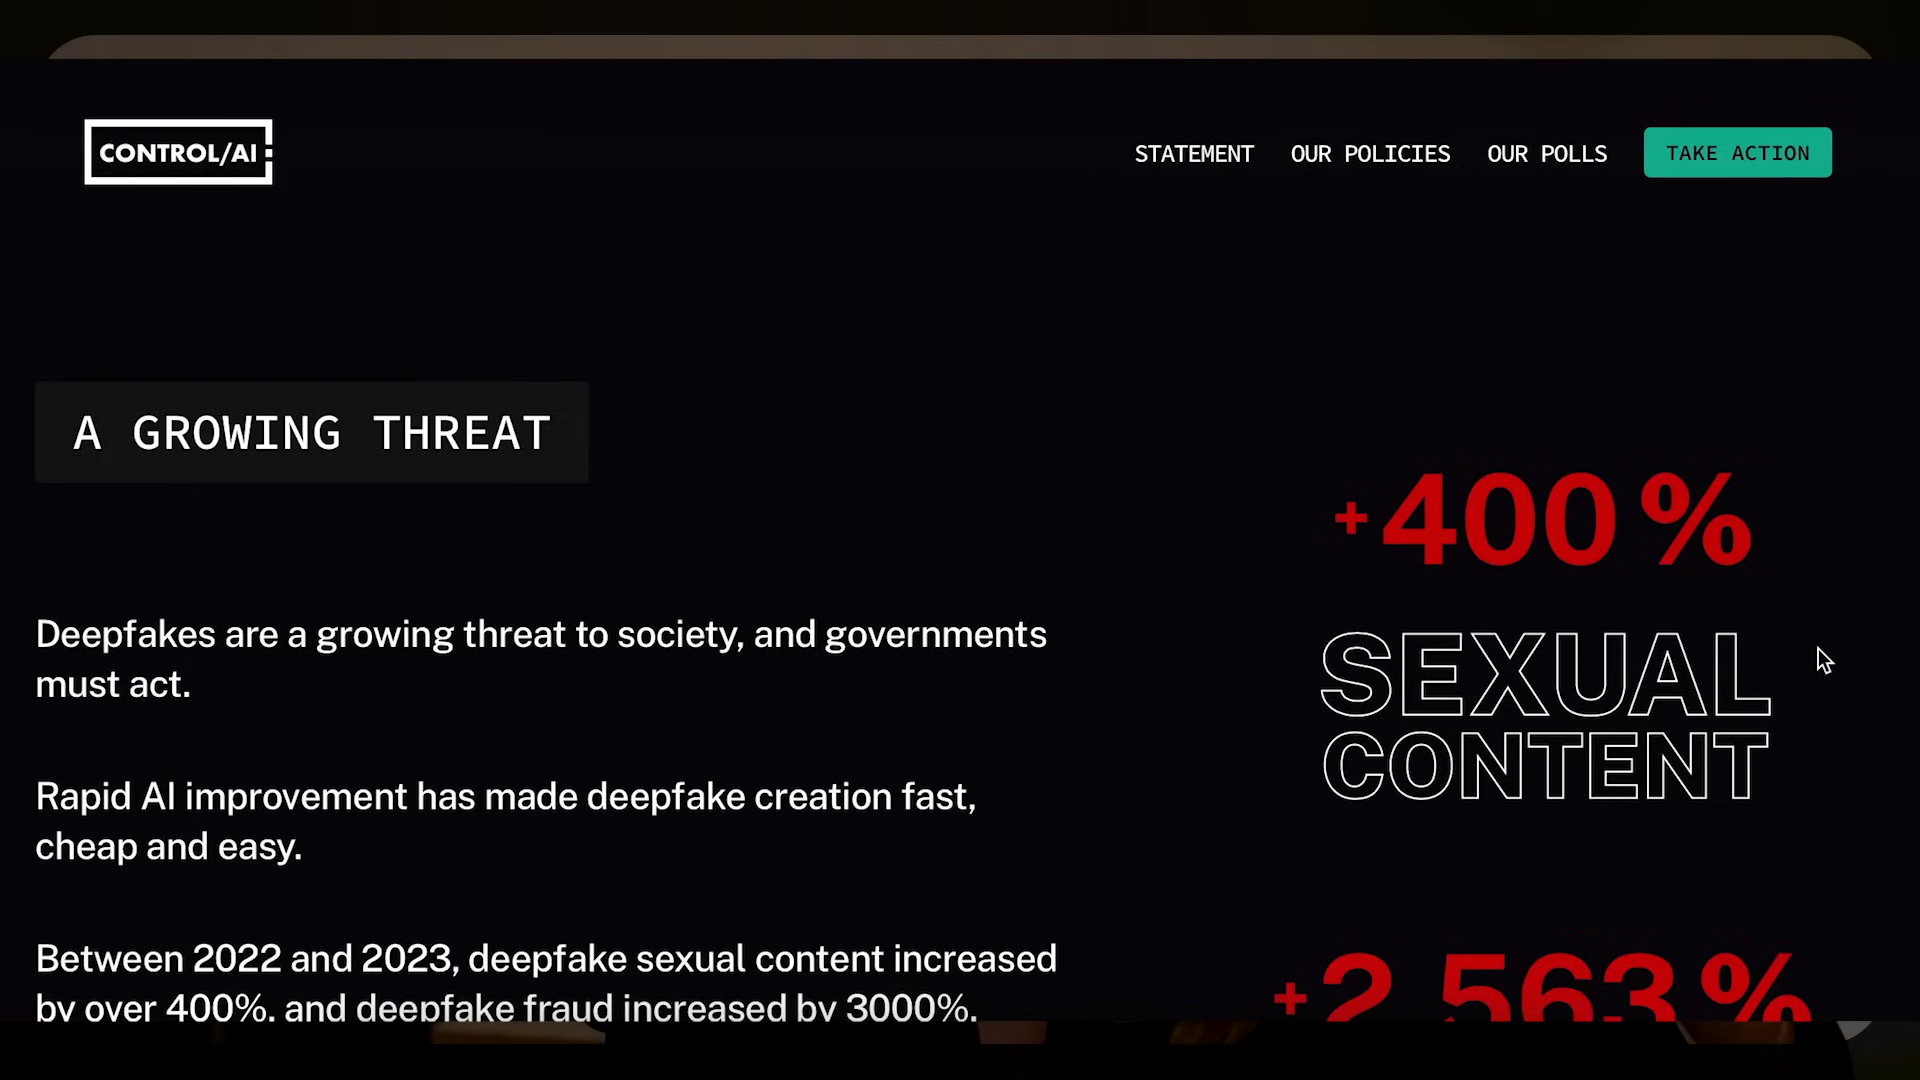 CONTROL/AI
STATEMENT OUR POLICIES OUR POLLS TAKE ACTION
A GROWING THREAT
Deepfakes are a growing threat to society, and governments
must act.
Rapid AI improvement has made deepfake creation fast,
cheap and easy.
Between 2022 and 2023, deepfake sexual content increased
by over 400%, and deepfake fraud increased by 3000%.
+400%
SEXUAL
CONTENT
+2 563%